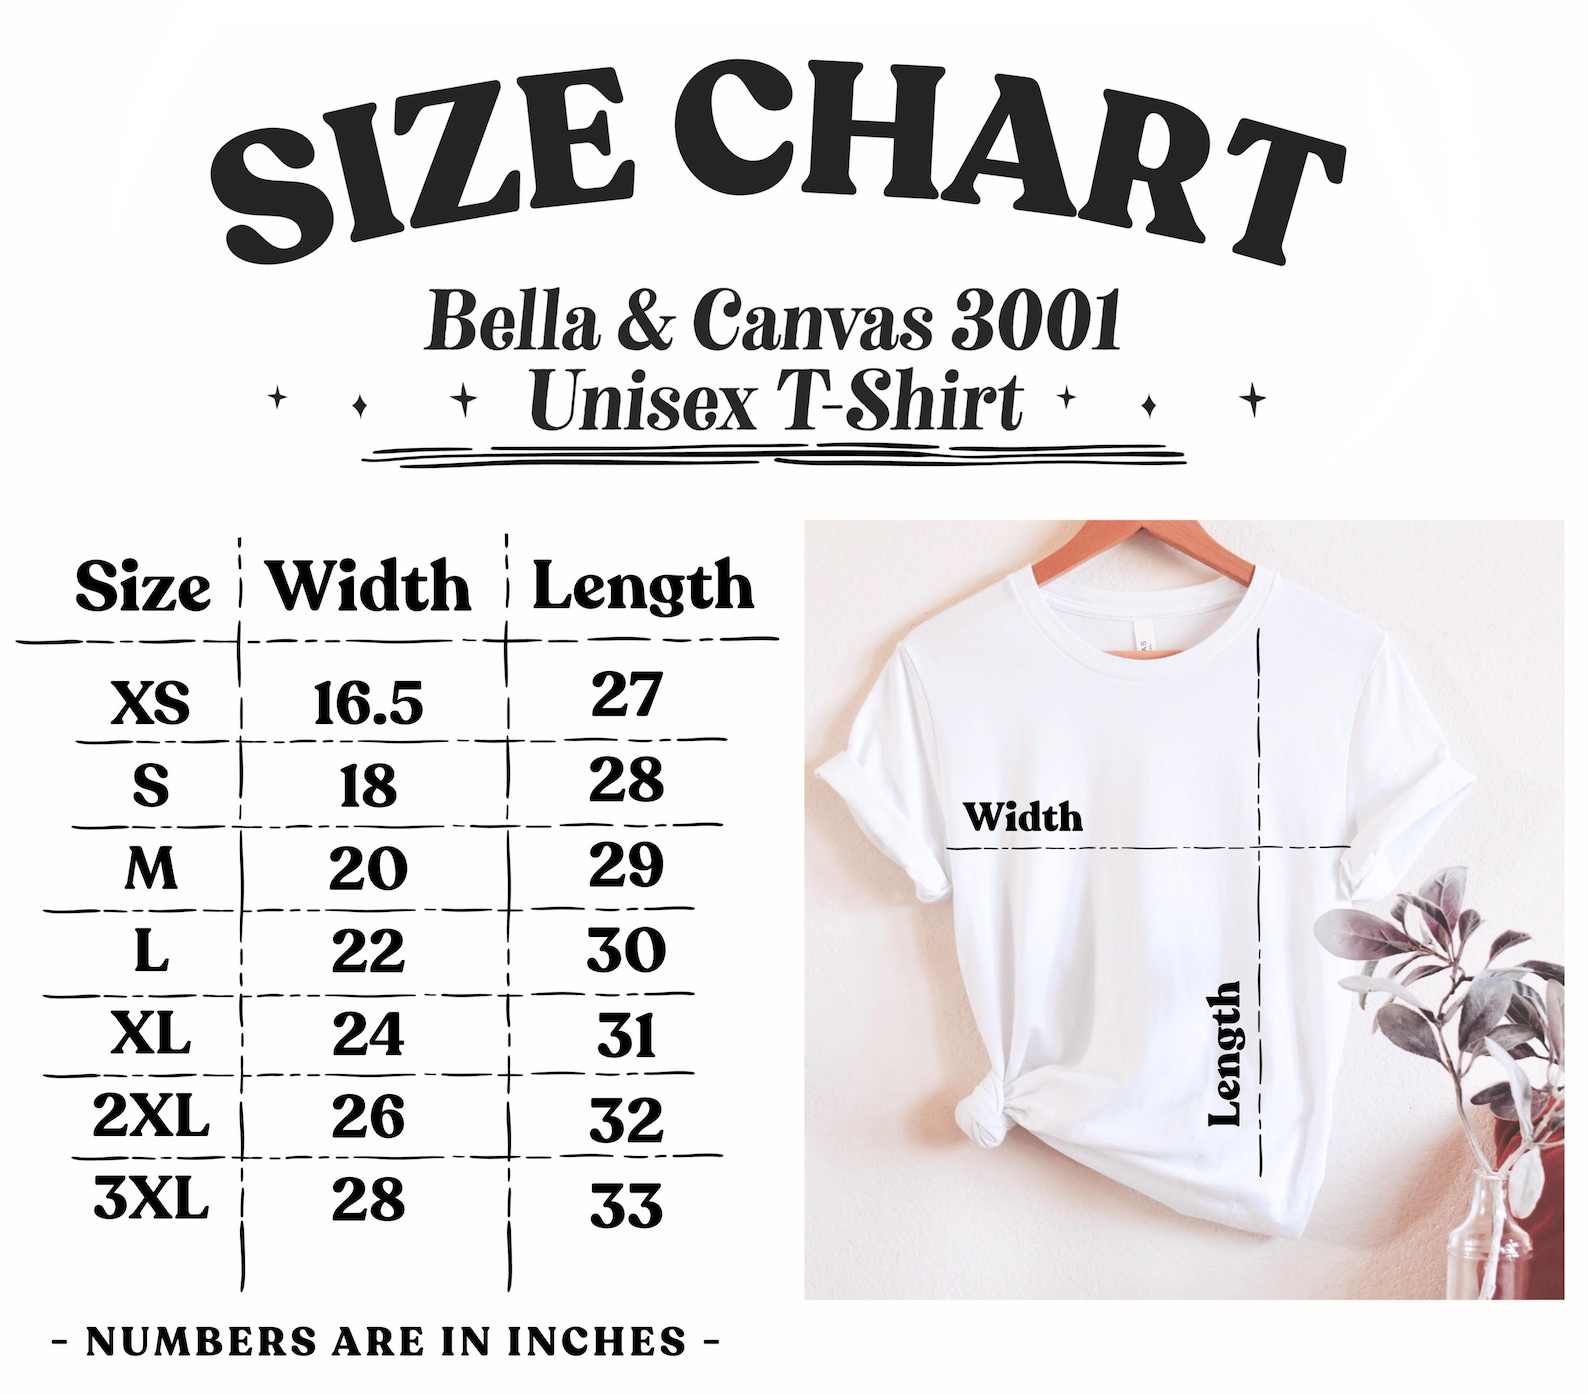 SIZE CHART
Bella & Canvas 3001
Unisex T-Shirt
Size Width Length
XS 16.5 27
S 18 28
M 20 29
L 22 30
XL 24 31
2XL 26 32
3XL 28 33
- NUMBERS ARE IN INCHES -
Width
Length